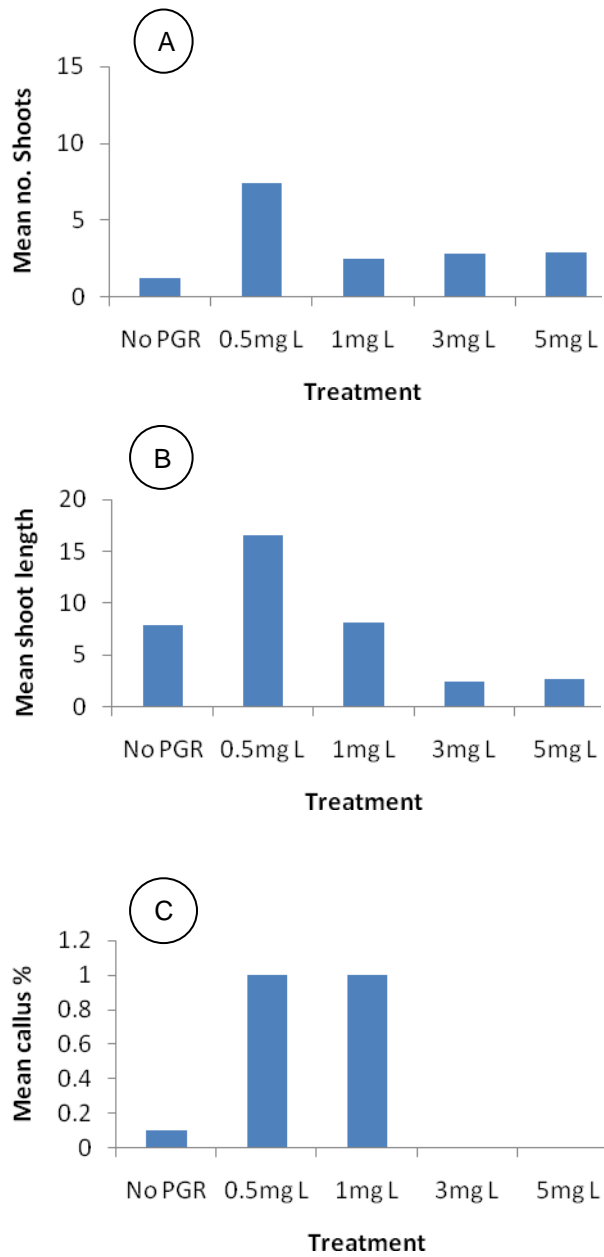 A
15
10
5
0
Mean no. Shoots
No PGR 0.5mg L 1mg L 3mg L 5mg L
Treatment
B
20
15
10
5
0
Mean shoot length
No PGR 0.5mg L 1mg L 3mg L 5mg L
Treatment
C
1.2
1
0.8
0.6
0.4
0.2
0
Mean callus %
No PGR 0.5mg L 1mg L 3mg L 5mg L
Treatment